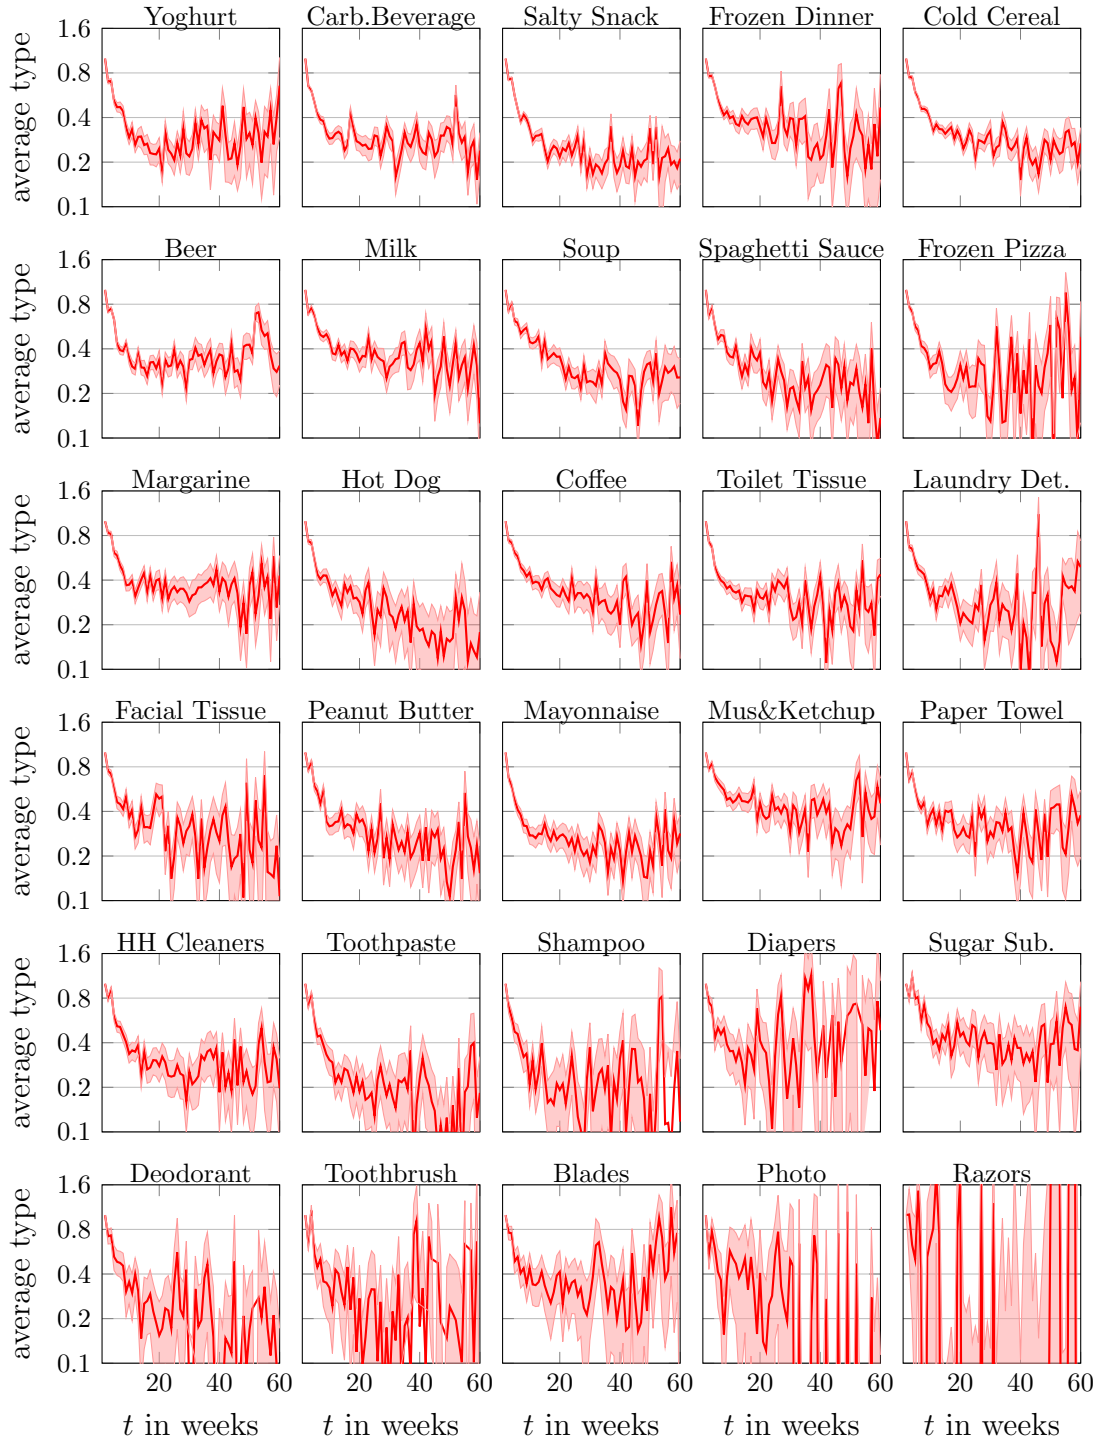 Yoghurt Carb.Beverage Salty Snack Frozen Dinner Cold Cereal
average type 1.6 0.8 0.4 0.2 0.1
Beer Milk Soup Spaghetti Sauce Frozen Pizza
average type 1.6 0.8 0.4 0.2 0.1
Margarine Hot Dog Coffee Toilet Tissue Laundry Det.
average type 1.6 0.8 0.4 0.2 0.1
Facial Tissue Peanut Butter Mayonnaise Mus&Ketchup Paper Towel
average type 1.6 0.8 0.4 0.2 0.1
HH Cleaners Toothpaste Shampoo Diapers Sugar Sub.
average type 1.6 0.8 0.4 0.2 0.1
Deodorant Toothbrush Blades Photo Razors
average type 1.6 0.8 0.4 0.2 0.1
20 40 60 20 40 60 20 40 60 20 40 60 20 40 60
t in weeks t in weeks t in weeks t in weeks t in weeks